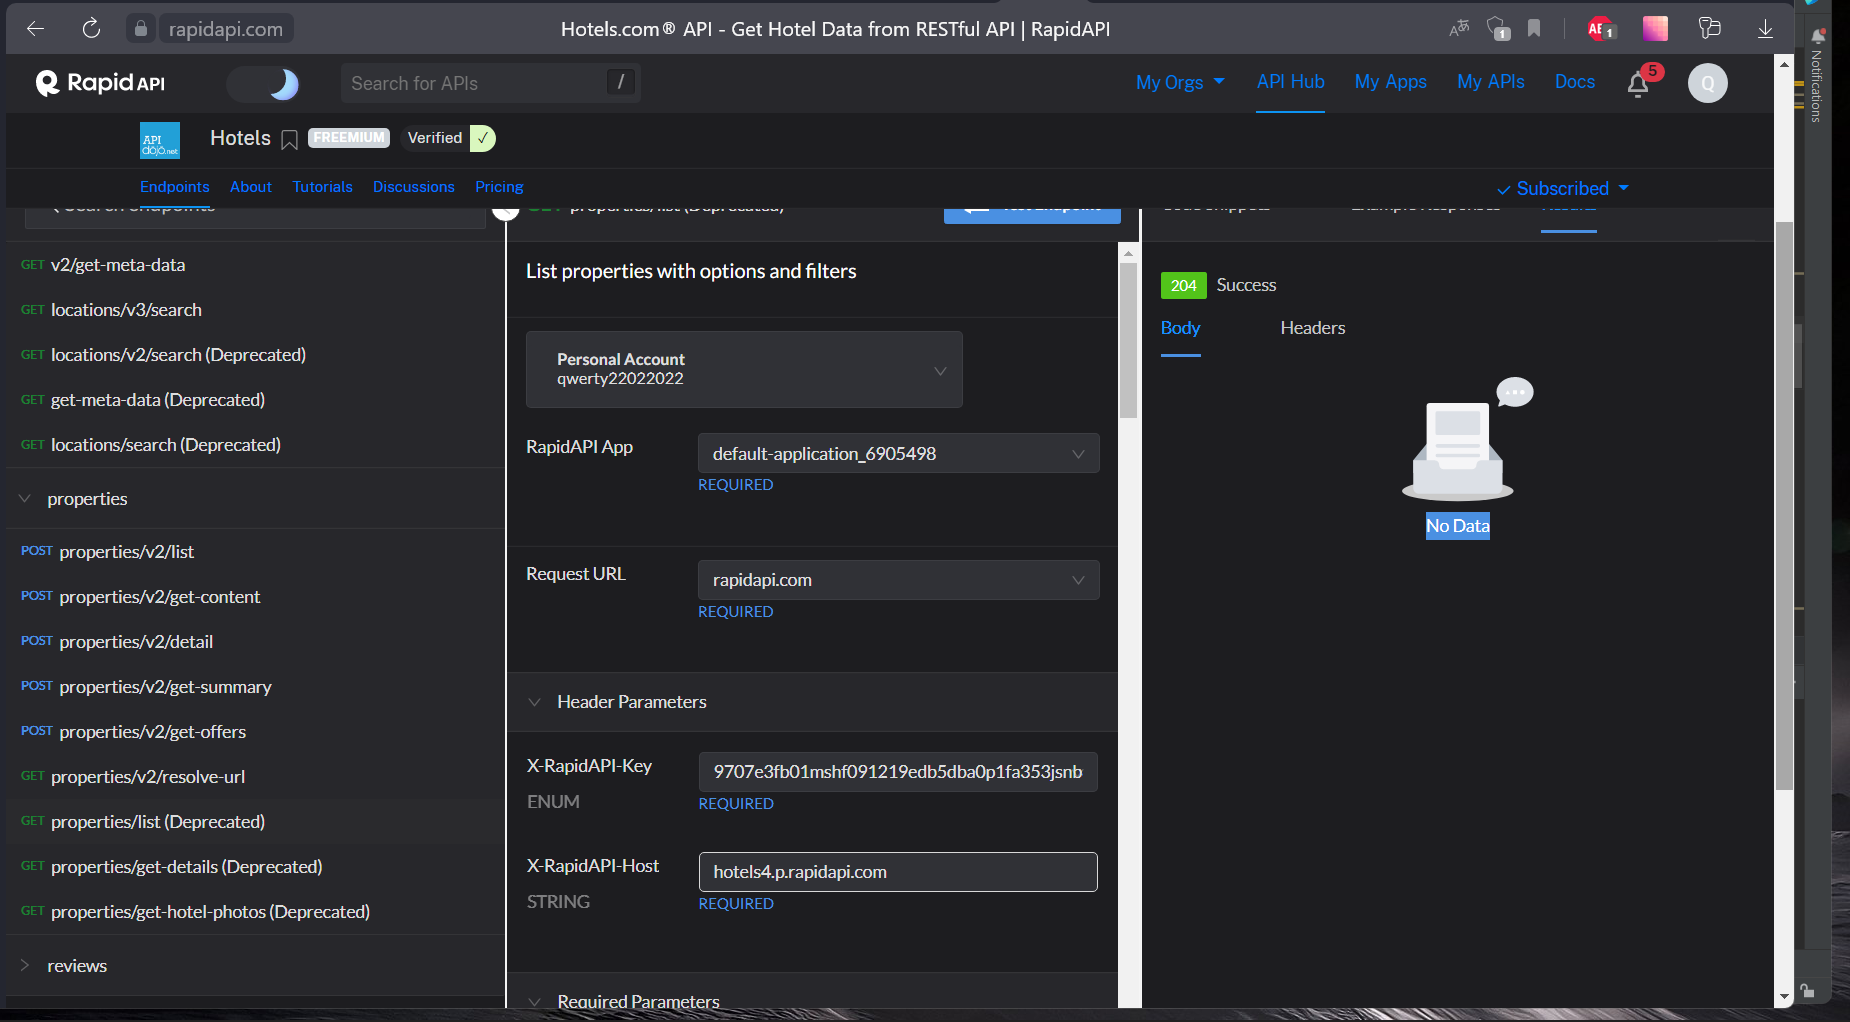 rapidapi.com
Hotels.com® API - Get Hotel Data from RESTful API | RapidAPI
1
1
Rapid API
Search for APIs
/
My Orgs
API Hub
My Apps
My APIs
Docs
5
Q
Notifications
API
dojo.net
Hotels
FREEMIUM
Verified
Endpoints
About
Tutorials
Discussions
Pricing
Subscribed
GET v2/get-meta-data
GET locations/v3/search
GET locations/v2/search (Deprecated)
GET get-meta-data (Deprecated)
GET locations/search (Deprecated)
properties
POST properties/v2/list
POST properties/v2/get-content
POST properties/v2/detail
POST properties/v2/get-summary
POST properties/v2/get-offers
GET properties/v2/resolve-url
GET properties/list (Deprecated)
GET properties/get-details (Deprecated)
GET properties/get-hotel-photos (Deprecated)
reviews
List properties with options and filters
Personal Account
qwerty22022022
RapidAPI App
default-application_6905498
REQUIRED
Request URL
rapidapi.com
REQUIRED
Header Parameters
X-RapidAPI-Key
9707e3fb01mshf091219edb5dba0p1fa353jsnb
ENUM
REQUIRED
X-RapidAPI-Host
hotels4.p.rapidapi.com
STRING
REQUIRED
Required Parameters
204 Success
Body
Headers
No Data